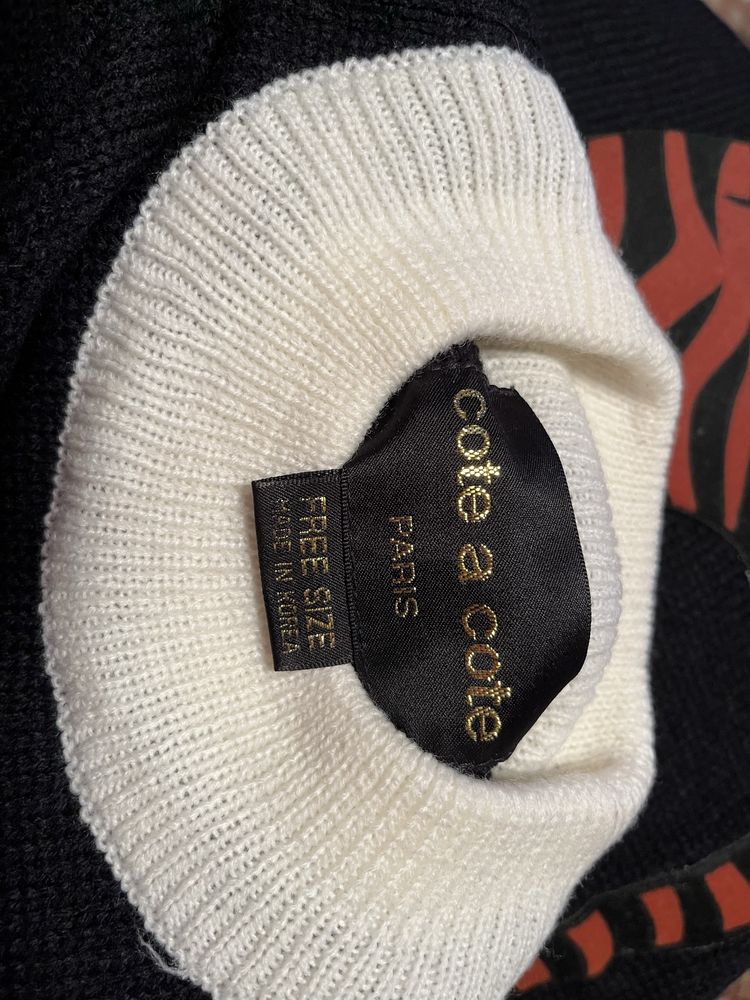 cote a cote
PARIS
FREE SIZE
MADE IN KOREA